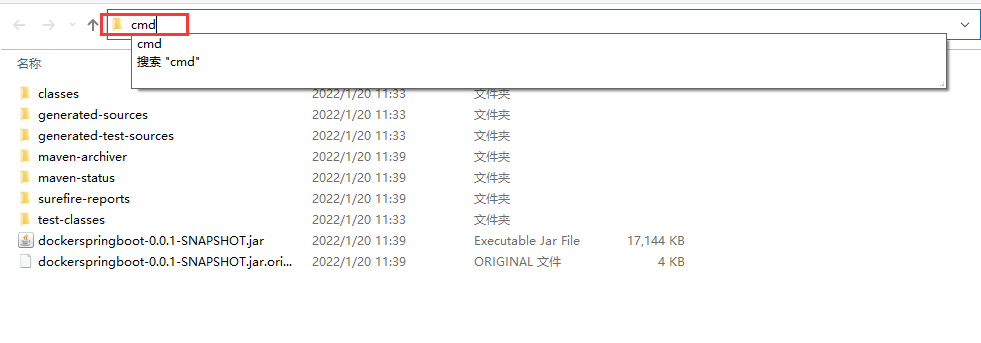 cmd
cmd
搜索 "cmd"
名称
classes 2022/1/20 11:33 文件夹
generated-sources 2022/1/20 11:33 文件夹
generated-test-sources 2022/1/20 11:33 文件夹
maven-archiver 2022/1/20 11:39 文件夹
maven-status 2022/1/20 11:39 文件夹
surefire-reports 2022/1/20 11:39 文件夹
test-classes 2022/1/20 11:33 文件夹
dockerspringboot-0.0.1-SNAPSHOT.jar 2022/1/20 11:39 Executable Jar File 17,144 KB
dockerspringboot-0.0.1-SNAPSHOT.jar.ori... 2022/1/20 11:39 ORIGINAL 文件 4 KB